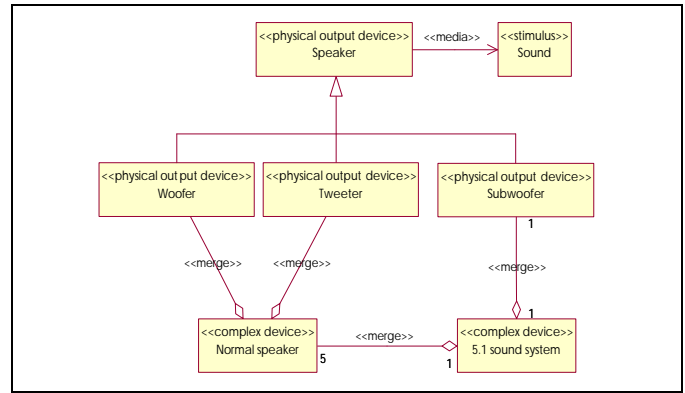 <<physical output device>>
Speaker
<<media>>
<<stimulus>>
Sound
<<physical output device>>
Woofer
<<physical output device>>
Tweeter
<<physical output device>>
Subwoofer
1
<<merge>>
<<merge>>
<<merge>>
<<complex device>>
Normal speaker
5
<<merge>>
1
1
<<complex device>>
5.1 sound system